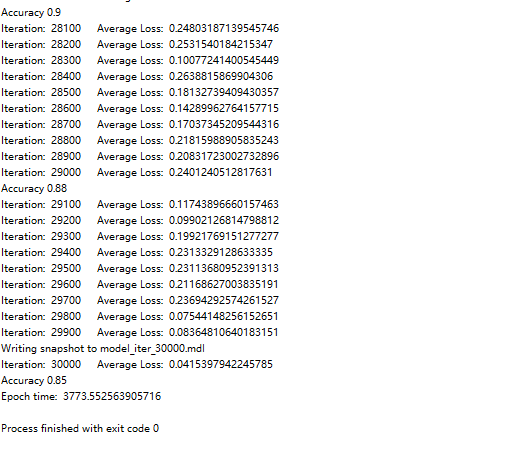 Accuracy 0.9
Iteration: 28100 Average Loss: 0.24803187139545746
Iteration: 28200 Average Loss: 0.2531540184215347
Iteration: 28300 Average Loss: 0.10077241400545449
Iteration: 28400 Average Loss: 0.2638815869904306
Iteration: 28500 Average Loss: 0.18132739409430357
Iteration: 28600 Average Loss: 0.14289962764157715
Iteration: 28700 Average Loss: 0.17037345209544316
Iteration: 28800 Average Loss: 0.21815988905835243
Iteration: 28900 Average Loss: 0.20831723002732896
Iteration: 29000 Average Loss: 0.2401240512817631
Accuracy 0.88
Iteration: 29100 Average Loss: 0.11743896660157463
Iteration: 29200 Average Loss: 0.09902126814798812
Iteration: 29300 Average Loss: 0.19921769151277277
Iteration: 29400 Average Loss: 0.2313329128633335
Iteration: 29500 Average Loss: 0.23113680952391313
Iteration: 29600 Average Loss: 0.21168627003835191
Iteration: 29700 Average Loss: 0.23694292574261527
Iteration: 29800 Average Loss: 0.07544148256152651
Iteration: 29900 Average Loss: 0.08364810640183151
Writing snapshot to model_iter_30000.mdl
Iteration: 30000 Average Loss: 0.0415397942245785
Accuracy 0.85
Epoch time: 3773.552563905716
Process finished with exit code 0